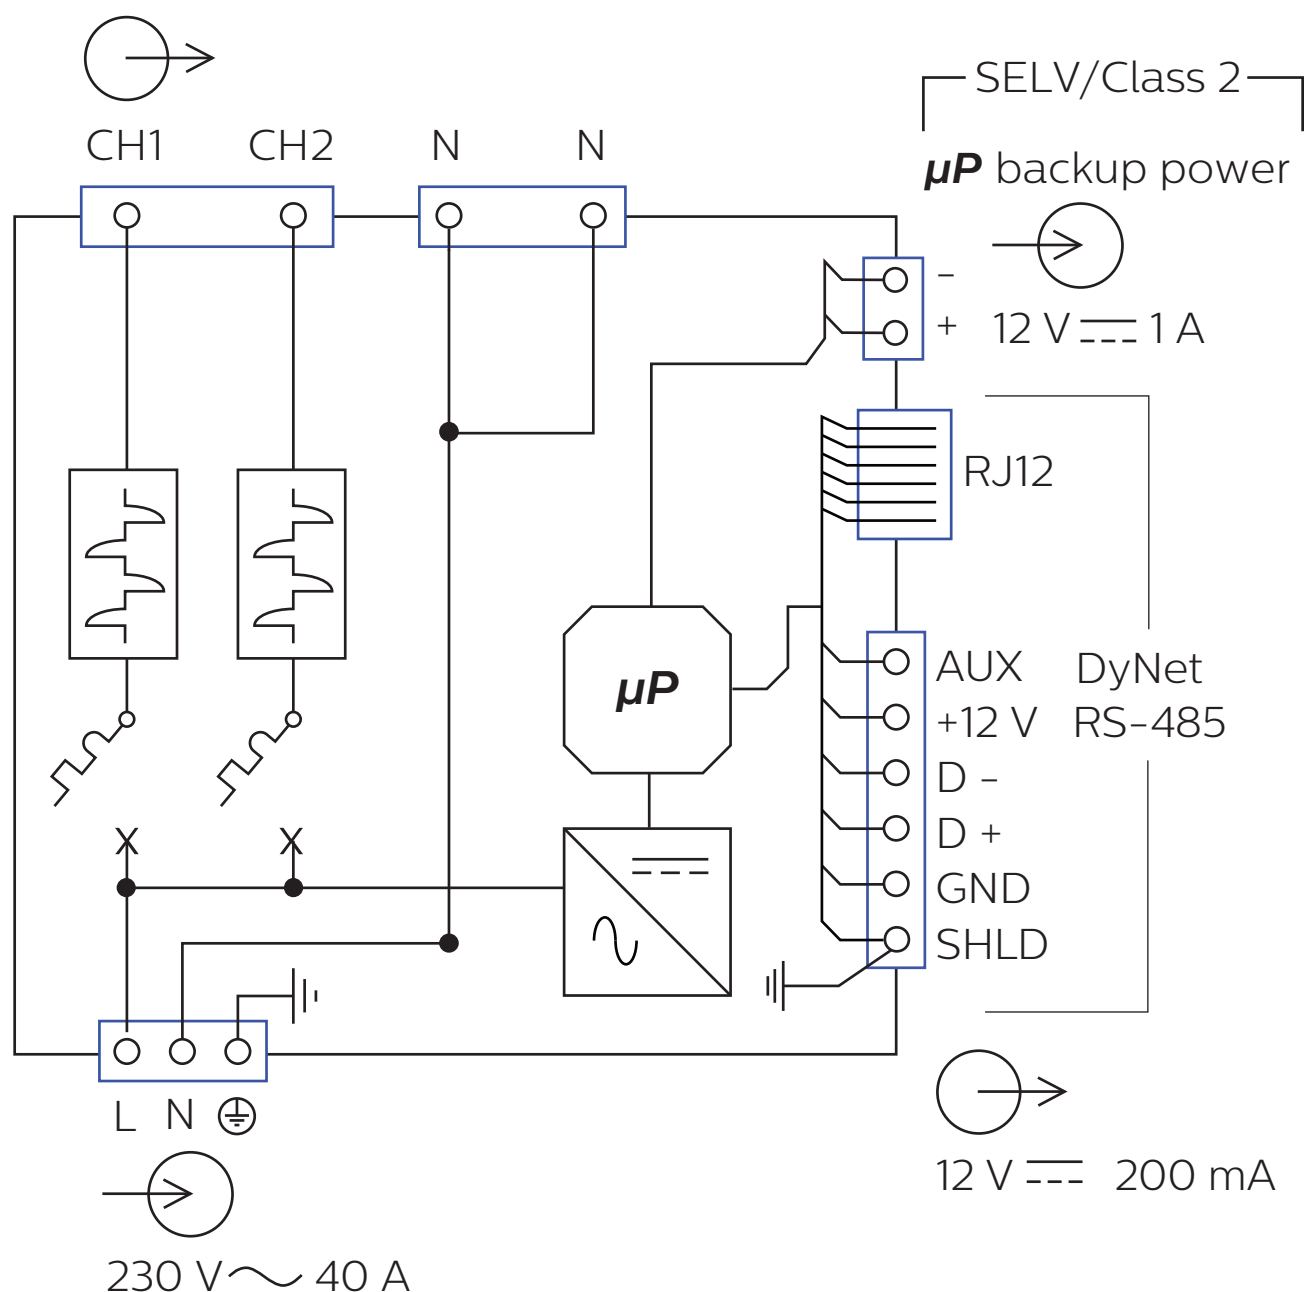 CH1 CH2 N N
SELV/Class 2
µP backup power
-
+ 12 V 1 A
RJ12
µP
AUX DyNet
+12 V RS-485
D -
D +
GND
SHLD
X X
L N
12 V 200 mA
230 V 40 A